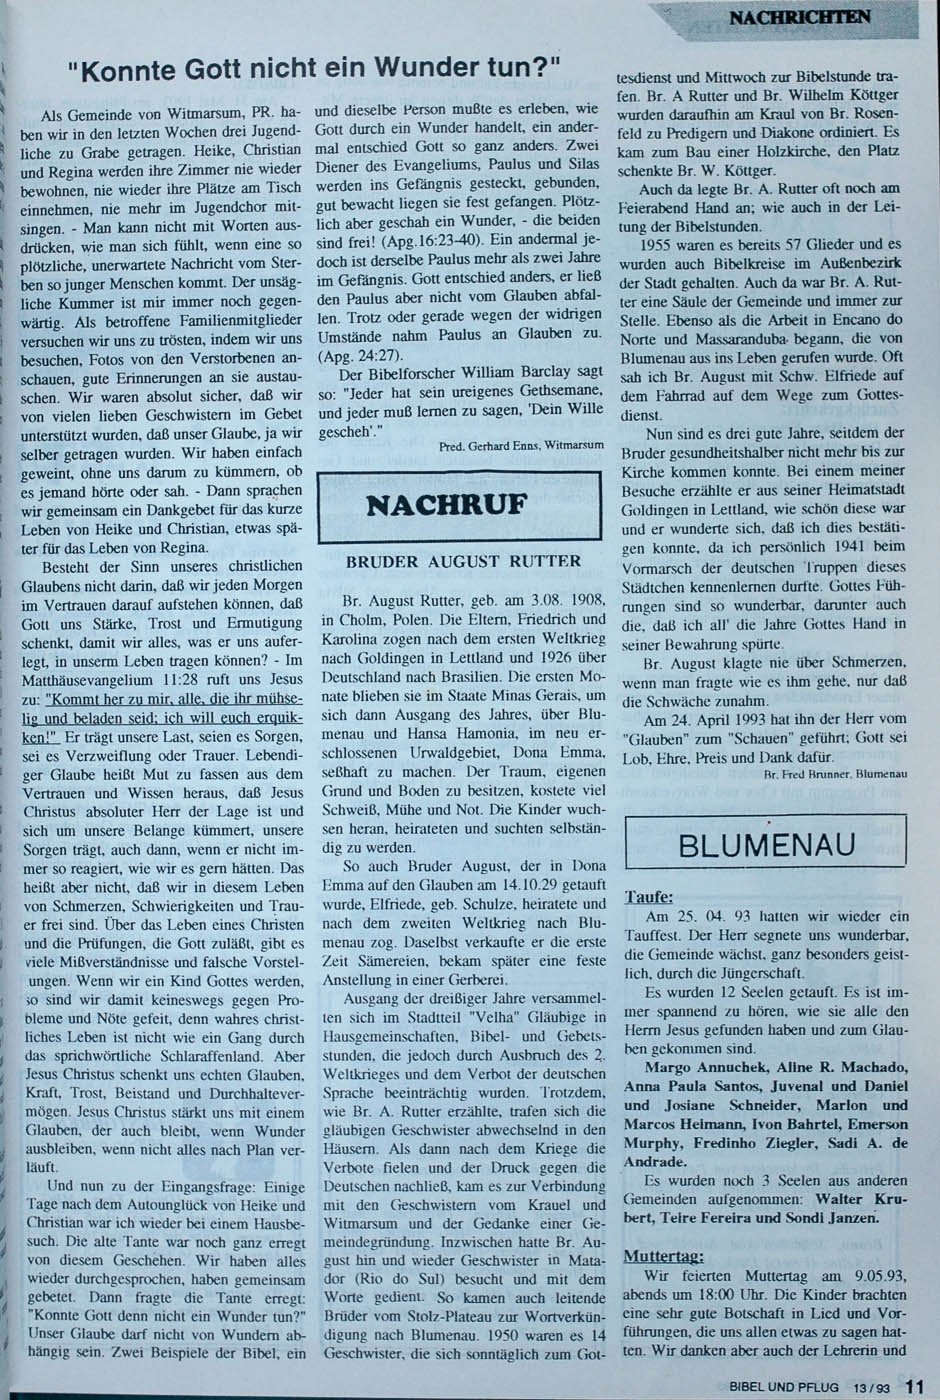 NACHRICHTEN
"Konnte Gott nicht ein Wunder tun?"
Als Gemeinde von Witmarsum, PR. ha-
ben wir in den letzten Wochen drei Jugend-
liche zu Grabe getragen. Heike, Christian
und Regina werden ihre Zimmer nie wieder
bewohnen, nie wieder ihre Plätze am Tisch
einnehmen, nie mehr im Jugendchor mit-
singen. - Man kann nicht mit Worten aus-
drücken, wie man sich fühlt, wenn eine so
plötzliche, unerwartete Nachricht vom Ster-
ben so junger Menschen kommt. Der unsäg-
liche Kummer ist mir immer noch gegen-
wärtig. Als betroffene Familienmitglieder
versuchen wir uns zu trösten, indem wir uns
besuchen, Fotos von den Verstorbenen an-
schauen, gute Erinnerungen an sie austau-
schen. Wir waren absolut sicher, daß wir
von vielen lieben Geschwistern im Gebet
unterstützt wurden, daß unser Glaube, ja wir
selber getragen wurden. Wir haben einfach
geweint, ohne uns darum zu kümmern, ob
es jemand hörte oder sah. - Dann sprachen
wir gemeinsam ein Dankgebet für das kurze
Leben von Heike und Christian, etwas spä-
ter für das Leben von Regina.
Besteht der Sinn unseres christlichen
Glaubens nicht darin, daß wir jeden Morgen
im Vertrauen darauf aufstehen können, daß
Gott uns Stärke, Trost und Ermutigung
schenkt, damit wir alles, was er uns aufer-
legt, in unserm Leben tragen können? - Im
Matthäusevangelium 11:28 ruft uns Jesus
zu: "Kommt her zu mir, alle, die ihr mühse-
lig und beladen seid; ich will euch erquik-
ken!" Er trägt unsere Last, seien es Sorgen,
sei es Verzweiflung oder Trauer. Lebendi-
ger Glaube heißt Mut zu fassen aus dem
Vertrauen und Wissen heraus, daß Jesus
Christus absoluter Herr der Lage ist und
sich um unsere Belange kümmert, unsere
Sorgen trägt, auch dann, wenn er nicht im-
mer so reagiert, wie wir es gern hätten. Das
heißt aber nicht, daß wir in diesem Leben
von Schmerzen, Schwierigkeiten und Trau-
er frei sind. Über das Leben eines Christen
und die Prüfungen, die Gott zuläßt, gibt es
viele Mißverständnisse und falsche Vorstel-
lungen. Wenn wir ein Kind Gottes werden,
so sind wir damit keineswegs gegen Pro-
bleme und Nöte gefeit, denn wahres christ-
liches Leben ist nicht wie ein Gang durch
das sprichwörtliche Schlaraffenland. Aber
Jesus Christus schenkt uns echten Glauben,
Kraft, Trost, Beistand und Durchhaltever-
mögen. Jesus Christus stärkt uns mit einem
Glauben, der auch bleibt, wenn Wunder
ausbleiben, wenn nicht alles nach Plan ver-
läuft.
Und nun zu der Eingangsfrage: Einige
Tage nach dem Autounglück von Heike und
Christian war ich wieder bei einem Hausbe-
such. Die alte Tante war noch ganz erregt
von diesem Geschehen. Wir haben alles
wieder durchgesprochen, haben gemeinsam
gebetet. Dann fragte die Tante erregt:
"Konnte Gott denn nicht ein Wunder tun?"
Unser Glaube darf nicht von Wundern ab-
hängig sein. Zwei Beispiele der Bibel, ein
und dieselbe Person mußte es erleben, wie
Gott durch ein Wunder handelt, ein ander-
mal entschied Gott so ganz anders. Zwei
Diener des Evangeliums, Paulus und Silas
werden ins Gefängnis gesteckt, gebunden,
gut bewacht liegen sie fest gefangen. Plötz-
lich aber geschah ein Wunder, - die beiden
sind frei! (Apg.16:23-40). Ein andermal je-
doch ist derselbe Paulus mehr als zwei Jahre
im Gefängnis. Gott entschied anders, er ließ
den Paulus aber nicht vom Glauben abfal-
len. Trotz oder gerade wegen der widrigen
Umstände nahm Paulus an Glauben zu.
(Apg. 24:27).
Der Bibelforscher William Barclay sagt
so: "Jeder hat sein ureigenes Gethsemane,
und jeder muß lernen zu sagen, 'Dein Wille
gescheh'."
Pred. Gerhard Enns, Witmarsum
NACHRUF
BRUDER AUGUST RUTTER
Br. August Rutter, geb. am 3.08. 1908,
in Cholm, Polen. Die Eltern, Friedrich und
Karolina zogen nach dem ersten Weltkrieg
nach Goldingen in Lettland und 1926 über
Deutschland nach Brasilien. Die ersten Mo-
nate blieben sie im Staate Minas Gerais, um
sich dann Ausgang des Jahres, über Blu-
menau und Hansa Hamonia, im neu er-
schlossenen Urwaldgebiet, Dona Emma,
seßhaft zu machen. Der Traum, eigenen
Grund und Boden zu besitzen, kostete viel
Schweiß, Mühe und Not. Die Kinder wuch-
sen heran, heirateten und suchten selbstän-
dig zu werden.
So auch Bruder August, der in Dona
Emma auf den Glauben am 14.10.29 getauft
wurde, Elfriede, geb. Schulze, heiratete und
nach dem zweiten Weltkrieg nach Blu-
menau zog. Daselbst verkaufte er die erste
Zeit Sämereien, bekam später eine feste
Anstellung in einer Gerberei.
Ausgang der dreißiger Jahre versammel-
ten sich im Stadtteil "Velha" Gläubige in
Hausgemeinschaften, Bibel- und Gebets-
stunden, die jedoch durch Ausbruch des 2.
Weltkrieges und dem Verbot der deutschen
Sprache beeinträchtig wurden. Trotzdem,
wie Br. A. Rutter erzählte, trafen sich die
gläubigen Geschwister abwechselnd in den
Häusern. Als dann nach dem Kriege die
Verbote fielen und der Druck gegen die
Deutschen nachließ, kam es zur Verbindung
mit den Geschwistern vom Krauel und
Witmarsum und der Gedanke einer Ge-
meindegründung. Inzwischen hatte Br. Au-
gust hin und wieder Geschwister in Mata-
dor (Rio do Sul) besucht und mit dem
Worte gedient. So kamen auch leitende
Brüder vom Stolz-Plateau zur Wortverkün-
digung nach Blumenau. 1950 waren es 14
Geschwister, die sich sonntäglich zum Got-
tesdienst und Mittwoch zur Bibelstunde tra-
fen. Br. A Rutter und Br. Wilhelm Köttger
wurden daraufhin am Kraul von Br. Rosen-
feld zu Predigern und Diakone ordiniert. Es
kam zum Bau einer Holzkirche, den Platz
schenkte Br. W. Köttger.
Auch da legte Br. A. Rutter oft noch am
Feierabend Hand an; wie auch in der Lei-
tung der Bibelstunden.
1955 waren es bereits 57 Glieder und es
wurden auch Bibelkreise im Außenbezirk
der Stadt gehalten. Auch da war Br. A. Rut-
ter eine Säule der Gemeinde und immer zur
Stelle. Ebenso als die Arbeit in Encano do
Norte und Massaranduba begann, die von
Blumenau aus ins Leben gerufen wurde. Oft
sah ich Br. August mit Schw. Elfriede auf
dem Fahrrad auf dem Wege zum Gottes-
dienst.
Nun sind es drei gute Jahre, seitdem der
Bruder gesundheitshalber nicht mehr bis zur
Kirche kommen konnte. Bei einem meiner
Besuche erzählte er aus seiner Heimatstadt
Goldingen in Lettland, wie schön diese war
und er wunderte sich, daß ich dies bestäti-
gen konnte, da ich persönlich 1941 beim
Vormarsch der deutschen Truppen dieses
Städtchen kennenlernen durfte. Gottes Füh-
rungen sind so wunderbar, darunter auch
die, daß ich all' die Jahre Gottes Hand in
seiner Bewahrung spürte.
Br. August klagte nie über Schmerzen,
wenn man fragte wie es ihm gehe, nur daß
die Schwäche zunahm.
Am 24. April 1993 hat ihn der Herr vom
"Glauben" zum "Schauen" geführt; Gott sei
Lob, Ehre, Preis und Dank dafür.
Br. Fred Brunner, Blumenau
BLUMENAU
Taufe:
Am 25. 04. 93 hatten wir wieder ein
Tauffest. Der Herr segnete uns wunderbar,
die Gemeinde wächst, ganz besonders geist-
lich, durch die Jüngerschaft.
Es wurden 12 Seelen getauft. Es ist im-
mer spannend zu hören, wie sie alle den
Herrn Jesus gefunden haben und zum Glau-
ben gekommen sind.
Margo Annuchek, Aline R. Machado,
Anna Paula Santos, Juvenal und Daniel
und Josiane Schneider, Marlon und
Marcos Heimann, Ivon Bahrtel, Emerson
Murphy, Fredinho Ziegler, Sadi A. de
Andrade.
Es wurden noch 3 Seelen aus anderen
Gemeinden aufgenommen: Walter Kru-
bert, Teire Fereira und Sondi Janzen.
Muttertag:
Wir feierten Muttertag am 9.05.93,
abends um 18:00 Uhr. Die Kinder brachten
eine sehr gute Botschaft in Lied und Vor-
führungen, die uns allen etwas zu sagen hat-
ten. Wir danken aber auch der Lehrerin und
BIBEL UND PFLUG 13/93 11